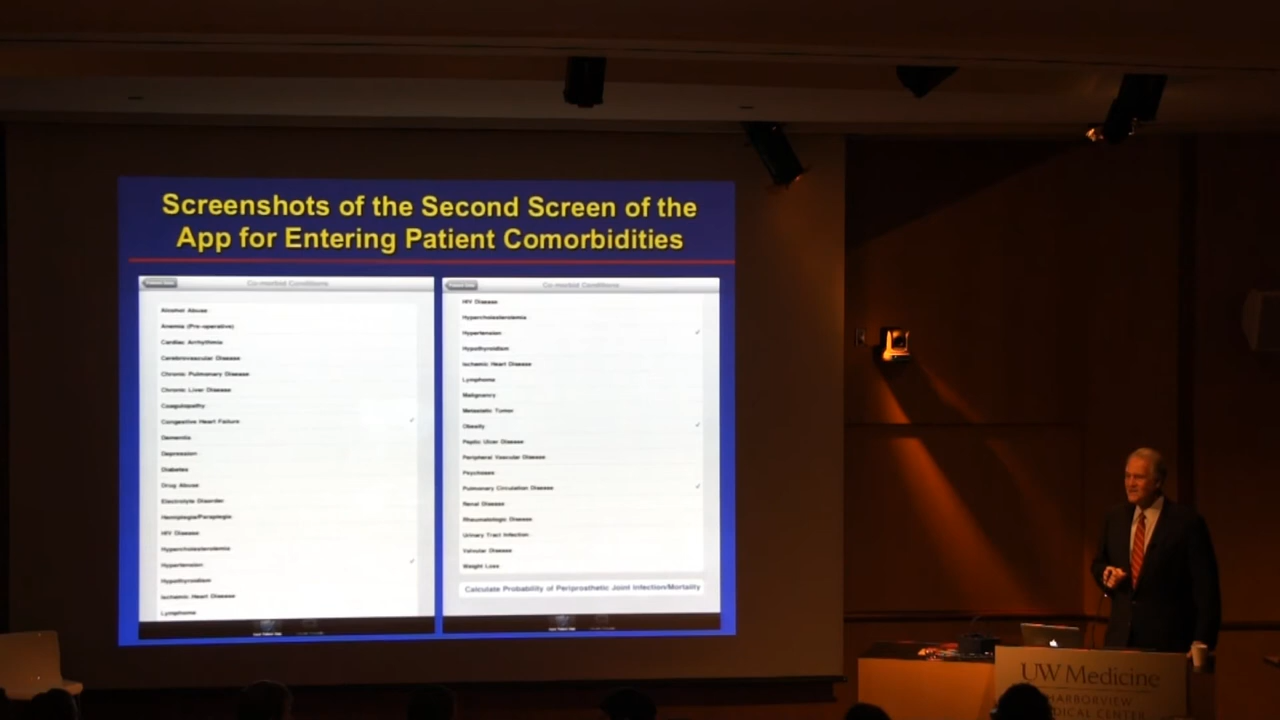 Screenshots of the Second Screen of the
App for Entering Patient Comorbidities
Co-morbid Conditions
Alcohol Abuse
Anemia (Pre-operative)
Cardiac Arrhythmia
Cerebrovascular Disease
Chronic Pulmonary Disease
Chronic Liver Disease
Coagulopathy
Congestive Heart Failure
Dementia
Depression
Diabetes
Drug Abuse
Electrolyte Disorder
Hemiplegia/Paraplegia
HIV Disease
Hypercholesterolemia
Hypertension
Hypothyroidism
Ischemic Heart Disease
Lymphoma
Co-morbid Conditions
HIV Disease
Hypercholesterolemia
Hypertension
Hypothyroidism
Ischemic Heart Disease
Lymphoma
Malignancy
Metastatic Tumor
Obesity
Peptic Ulcer Disease
Peripheral Vascular Disease
Psychoses
Pulmonary Circulation Disease
Renal Disease
Rheumatologic Disease
Urinary Tract Infection
Valvular Disease
Weight Loss
Calculate Probability of Periprosthetic Joint Infection/Mortality
UW Medicine
HARBORVIEW
CENTER